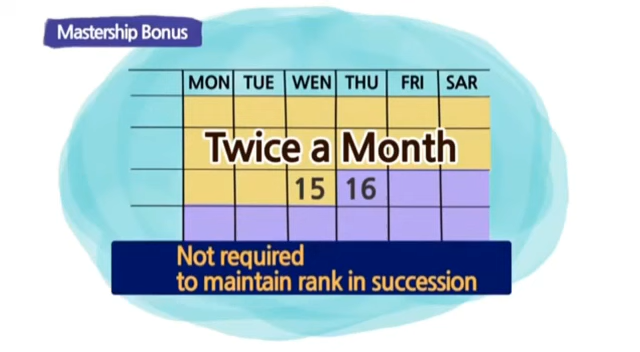 Mastership Bonus
MON TUE WEN THU FRI SAR
Twice a Month
15 16
Not required
to maintain rank in succession